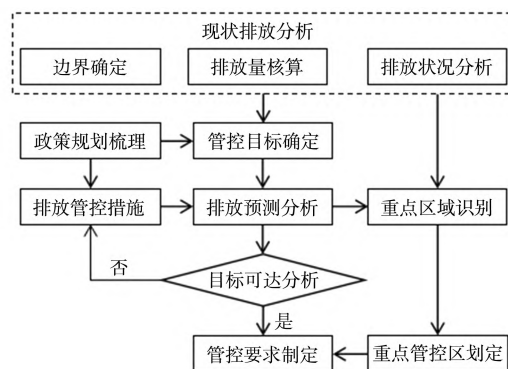 现状排放分析
边界确定 排放量核算 排放状况分析
政策规划梳理 管控目标确定
排放管控措施 排放预测分析 重点区域识别
否 目标可达分析
是
管控要求制定 重点管控区划定